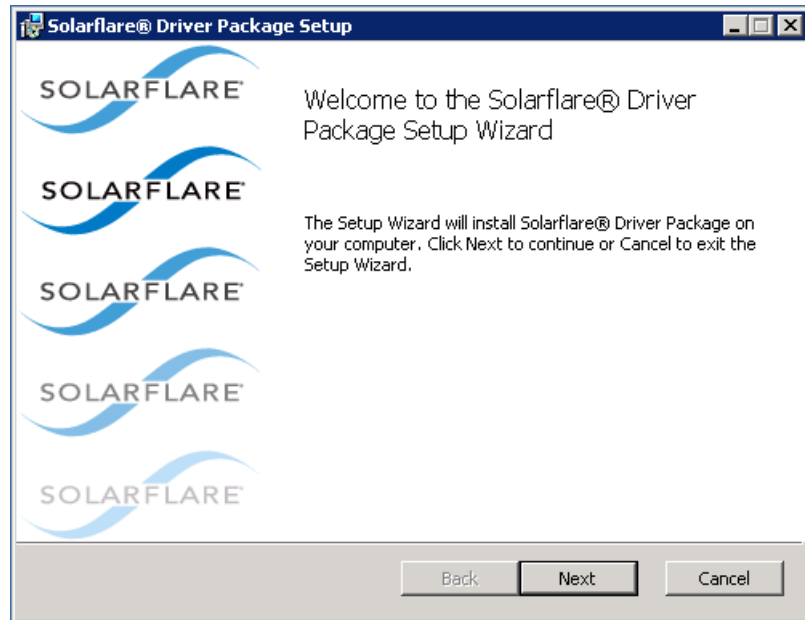 Solarflare® Driver Package Setup
SOLARFLARE®
SOLARFLARE®
SOLARFLARE®
SOLARFLARE®
SOLARFLARE®
Welcome to the Solarflare® Driver
Package Setup Wizard
The Setup Wizard will install Solarflare® Driver Package on
your computer. Click Next to continue or Cancel to exit the
Setup Wizard.
Back
Next
Cancel